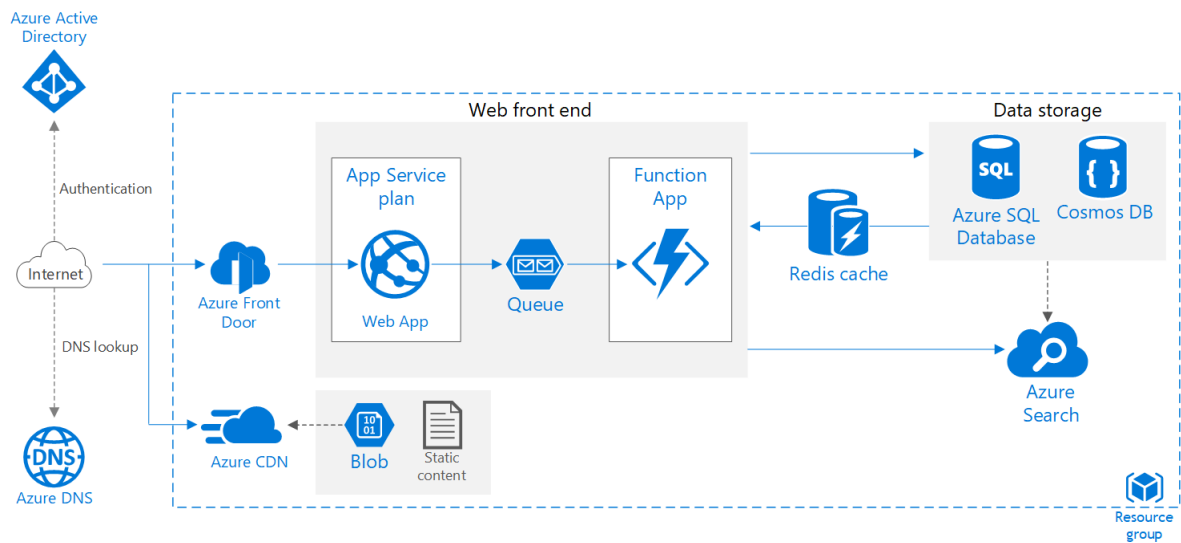 Azure Active
Directory
Web front end
Data storage
App Service
plan
Function
App
SQL
{ }
Authentication
Azure SQL
Database
Cosmos DB
Internet
Redis cache
Azure Front
Door
Web App
Queue
DNS lookup
Azure
Search
10
01
DNS
Azure CDN
Blob
Static
content
Azure DNS
Resource
group